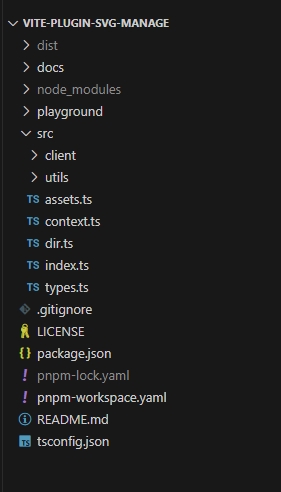 VITE-PLUGIN-SVG-MANAGE
dist
docs
node_modules
playground
src
client
utils
TS assets.ts
TS context.ts
TS dir.ts
TS index.ts
TS types.ts
.gitignore
LICENSE
{} package.json
! pnpm-lock.yaml
! pnpm-workspace.yaml
README.md
TS tsconfig.json